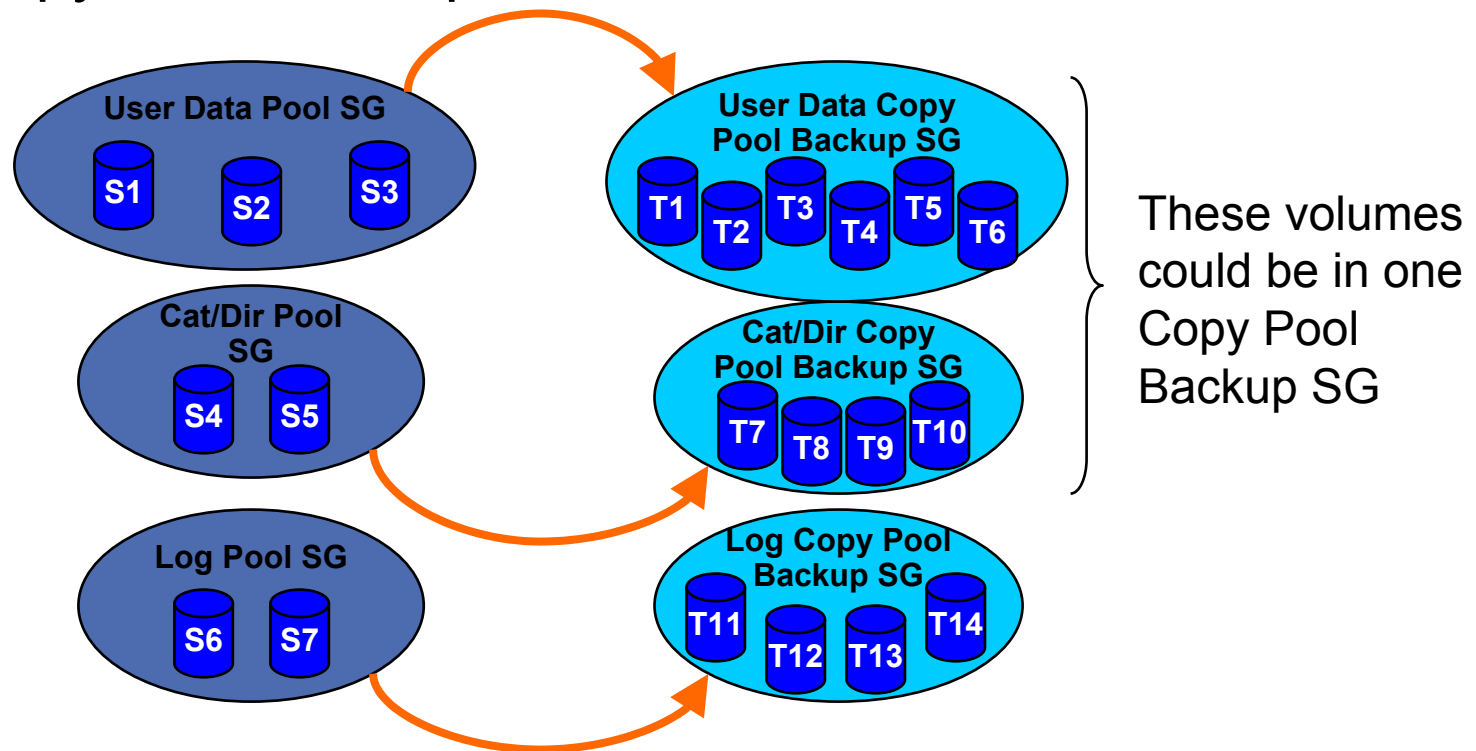 User Data Pool SG
S1
S2
S3
User Data Copy
Pool Backup SG
T1
T2
T3
T4
T5
T6
These volumes
could be in one
Copy Pool
Backup SG
Cat/Dir Pool
SG
S4
S5
Cat/Dir Copy
Pool Backup SG
T7
T8
T9
T10
Log Pool SG
S6
S7
Log Copy Pool
Backup SG
T11
T12
T13
T14